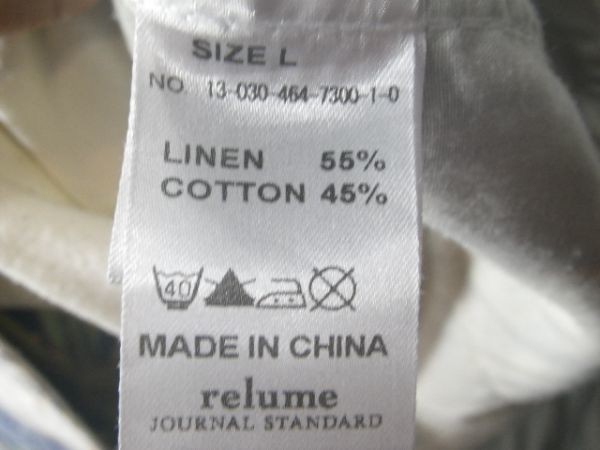 SIZE L
NO 13-030-464-7300-1-0
LINEN 55%
COTTON 45%
40
MADE IN CHINA
relume
JOURNAL STANDARD